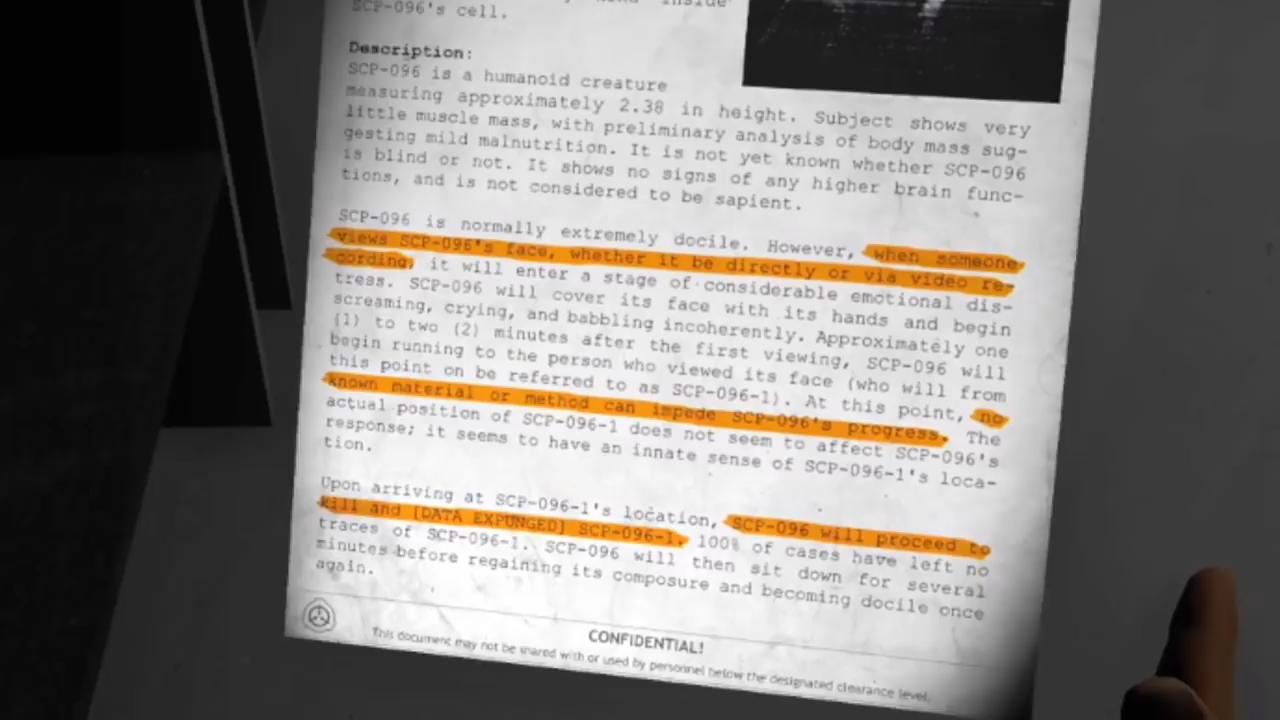 inside
SCP-096's cell.
Description:
SCP-096 is a humanoid creature
measuring approximately 2.38 in height. Subject shows very
little muscle mass, with preliminary analysis of body mass sug-
gesting mild malnutrition. It is not yet known whether SCP-096
is blind or not. It shows no signs of any higher brain func-
tions, and is not considered to be sapient.
SCP-096 is normally extremely docile. However, when someone
views SCP-096's face, whether it be directly or via video re-
cording, it will enter a stage of considerable emotional dis-
tress. SCP-096 will cover its face with its hands and begin
screaming, crying, and babbling incoherently. Approximately one
(1) to two (2) minutes after the first viewing, SCP-096 will
begin running to the person who viewed its face (who will from
this point on be referred to as SCP-096-1). At this point, no
known material or method can impede SCP-096's progress. The
actual position of SCP-096-1 does not seem to affect SCP-096's
response; it seems to have an innate sense of SCP-096-1's loca-
tion.
Upon arriving at SCP-096-1's location, SCP-096 will proceed to
kill and [DATA EXPUNGED] SCP-096-1. 100% of cases have left no
traces of SCP-096-1. SCP-096 will then sit down for several
minutes before regaining its composure and becoming docile once
again.
CONFIDENTIAL!
This document may not be shared with or used by personnel below the designated clearance level.